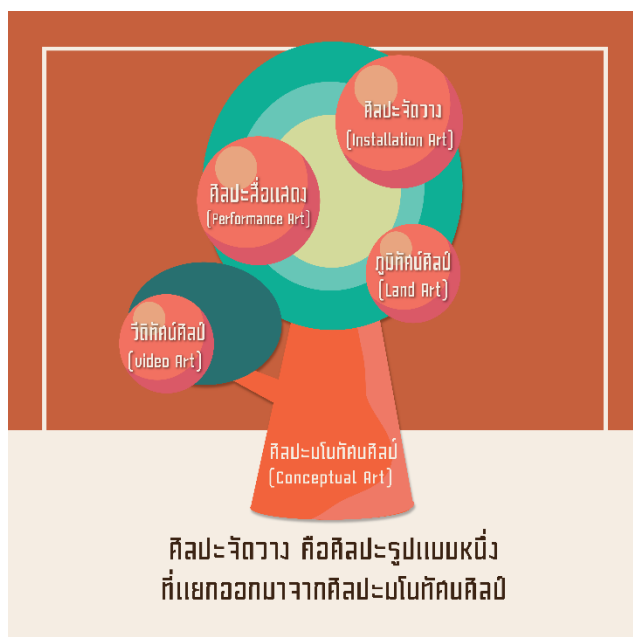 ศิลปะจัดวาง
(Installation Art)
ศิลปะสื่อแสดง
(Performance Art)
ภูมิทัศน์ศิลป์
(Land Art)
วีดิทัศน์ศิลป์
(video Art)
ศิลปะมโนทัศนศิลป์
(Conceptual Art)
ศิลปะจัดวาง คือศิลปะรูปแบบหนึ่ง
ที่แยกออกมาจากศิลปะมโนทัศนศิลป์